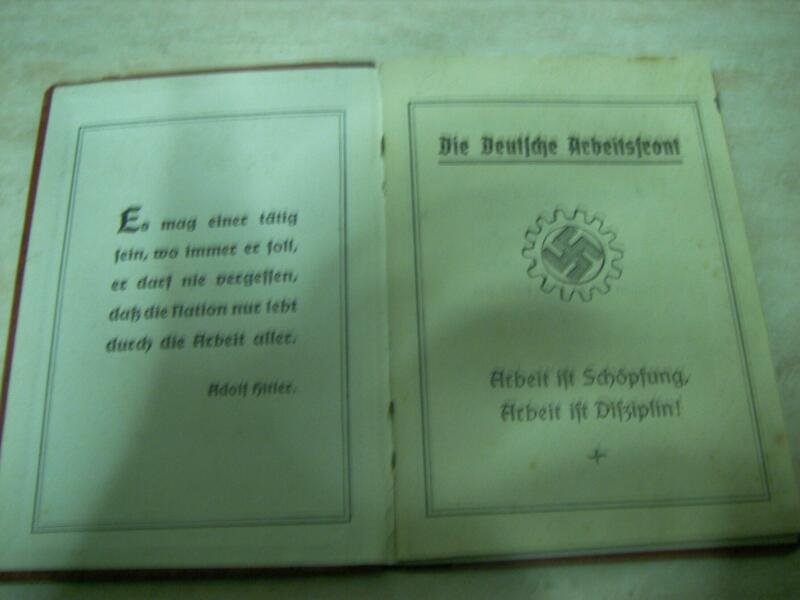 Es mag einer tätig
sein, wo immer er soll,
er darf nie vergessen,
daß die Nation nur lebt
durch die Arbeit aller.
Adolf Hitler.
Die Deutsche Arbeitsfront
Arbeit ist Schöpfung,
Arbeit ist Disziplin!